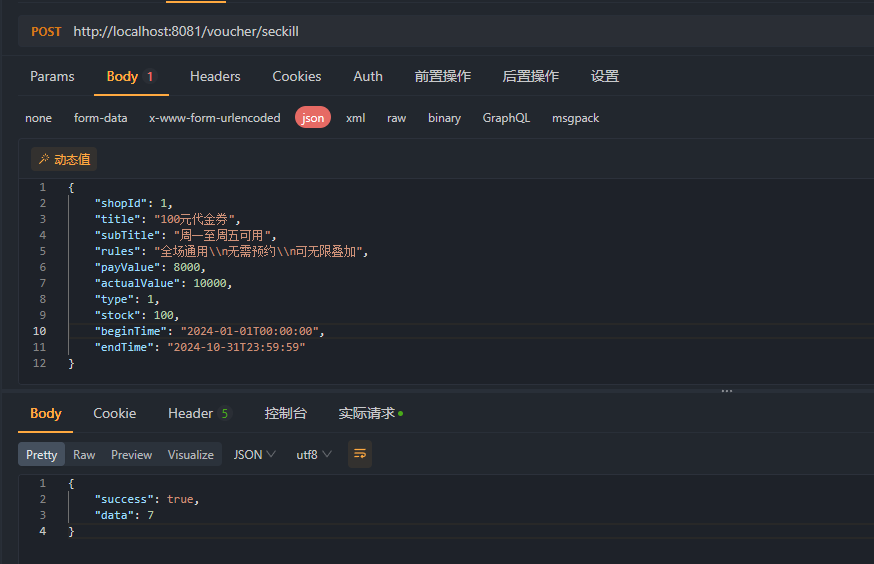 POST http://localhost:8081/voucher/seckill
Params Body 1 Headers Cookies Auth 前置操作 后置操作 设置
none form-data x-www-form-urlencoded json xml raw binary GraphQL msgpack
动态值
1 {
2 "shopId": 1,
3 "title": "100元代金券",
4 "subTitle": "周一至周五可用",
5 "rules": "全场通用\\n无需预约\\n可无限叠加",
6 "payValue": 8000,
7 "actualValue": 10000,
8 "type": 1,
9 "stock": 100,
10 "beginTime": "2024-01-01T00:00:00",
11 "endTime": "2024-10-31T23:59:59"
12 }
Body Cookie Header 5 控制台 实际请求
Pretty Raw Preview Visualize JSON utf8
1 {
2 "success": true,
3 "data": 7
4 }